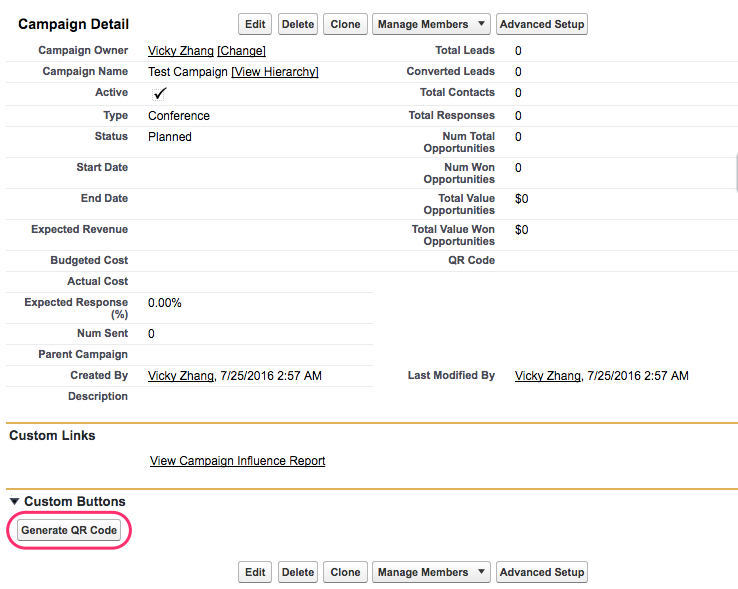 Campaign Detail Edit Delete Clone Manage Members Advanced Setup
Campaign Owner Vicky Zhang [Change] Total Leads 0
Campaign Name Test Campaign [View Hierarchy] Converted Leads 0
Active Total Contacts 0
Type Conference Total Responses 0
Status Planned Num Total
Opportunities 0
Start Date Num Won
Opportunities 0
End Date Total Value
Opportunities $0
Expected Revenue Total Value Won
Opportunities $0
Budgeted Cost QR Code
Actual Cost
Expected Response
(%) 0.00%
Num Sent 0
Parent Campaign
Created By Vicky Zhang, 7/25/2016 2:57 AM Last Modified By Vicky Zhang, 7/25/2016 2:57 AM
Description
Custom Links
View Campaign Influence Report
Custom Buttons
Generate QR Code
Edit Delete Clone Manage Members Advanced Setup